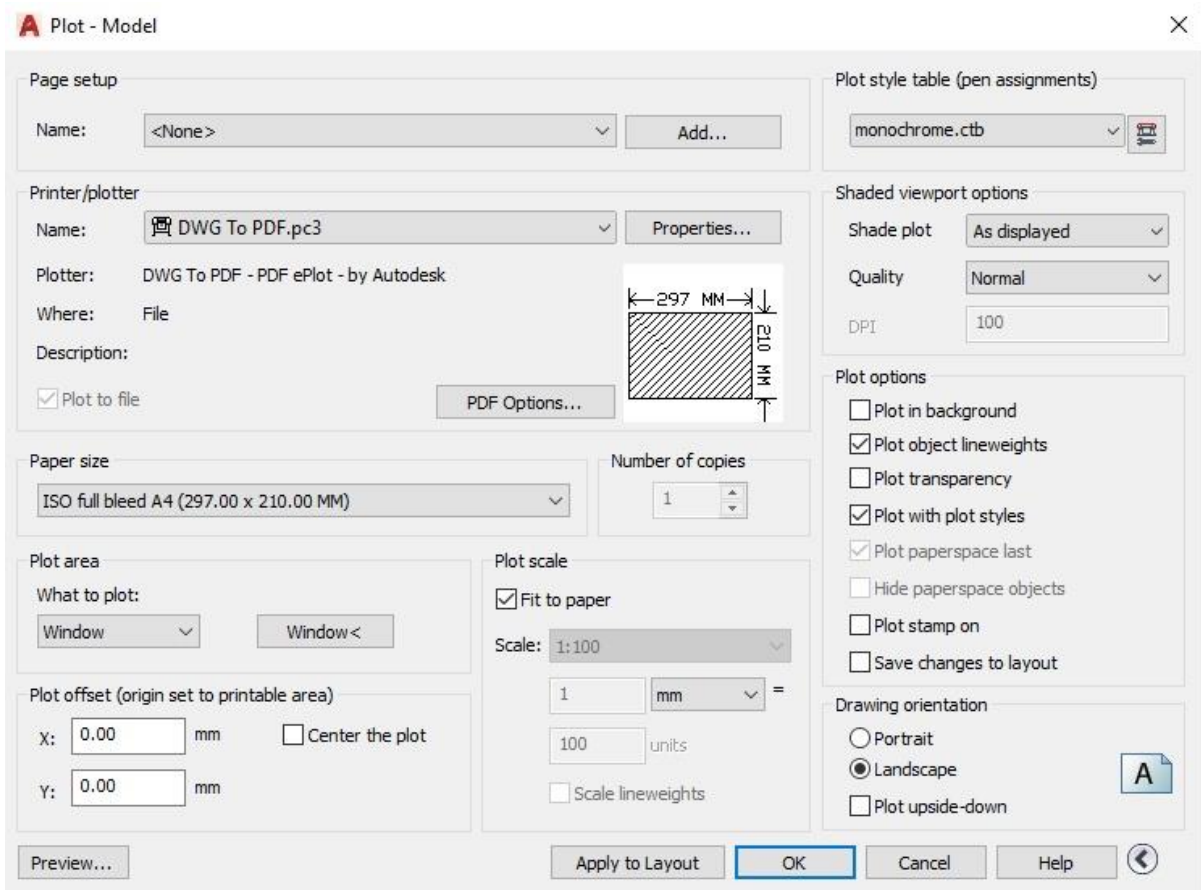 Plot - Model
Page setup
Name: <None> Add...
Plot style table (pen assignments)
monochrome.ctb
Printer/plotter
Name: DWG To PDF.pc3 Properties...
Plotter: DWG To PDF - PDF ePlot - by Autodesk
Where: File
Description:
Plot to file
PDF Options...
297 MM
210 MM
Shaded viewport options
Shade plot As displayed
Quality Normal
DPI 100
Paper size
ISO full bleed A4 (297.00 x 210.00 MM)
Number of copies
1
Plot options
Plot in background
Plot object lineweights
Plot transparency
Plot with plot styles
Plot paperspace last
Hide paperspace objects
Plot stamp on
Save changes to layout
Plot area
What to plot:
Window Window<
Plot scale
Fit to paper
Scale: 1:100
1 mm =
100 units
Scale lineweights
Plot offset (origin set to printable area)
X: 0.00 mm Center the plot
Y: 0.00 mm
Drawing orientation
Portrait
Landscape
Plot upside-down
A
Preview... Apply to Layout OK Cancel Help